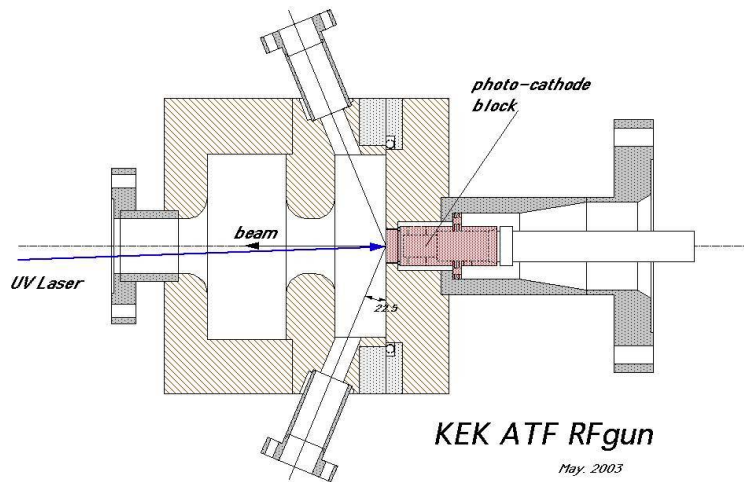 photo-cathode
block
beam
UV Laser
22.5
KEK ATF RFgun
May. 2003